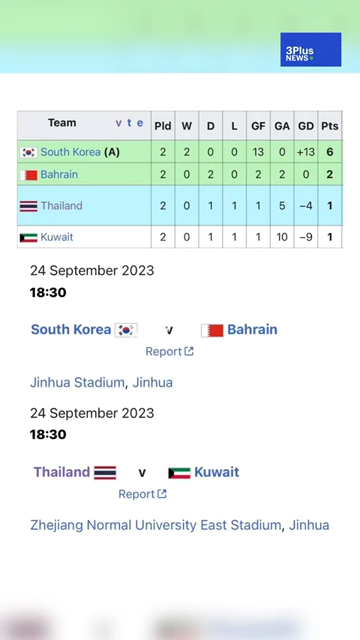 3Plus
NEWS
Team v t e Pld W D L GF GA GD Pts
South Korea (A) 2 2 0 0 13 0 +13 6
Bahrain 2 0 2 0 2 2 0 2
Thailand 2 0 1 1 1 5 −4 1
Kuwait 2 0 1 1 1 10 −9 1
24 September 2023
18:30
South Korea v Bahrain
Report
Jinhua Stadium, Jinhua
24 September 2023
18:30
Thailand v Kuwait
Report
Zhejiang Normal University East Stadium, Jinhua